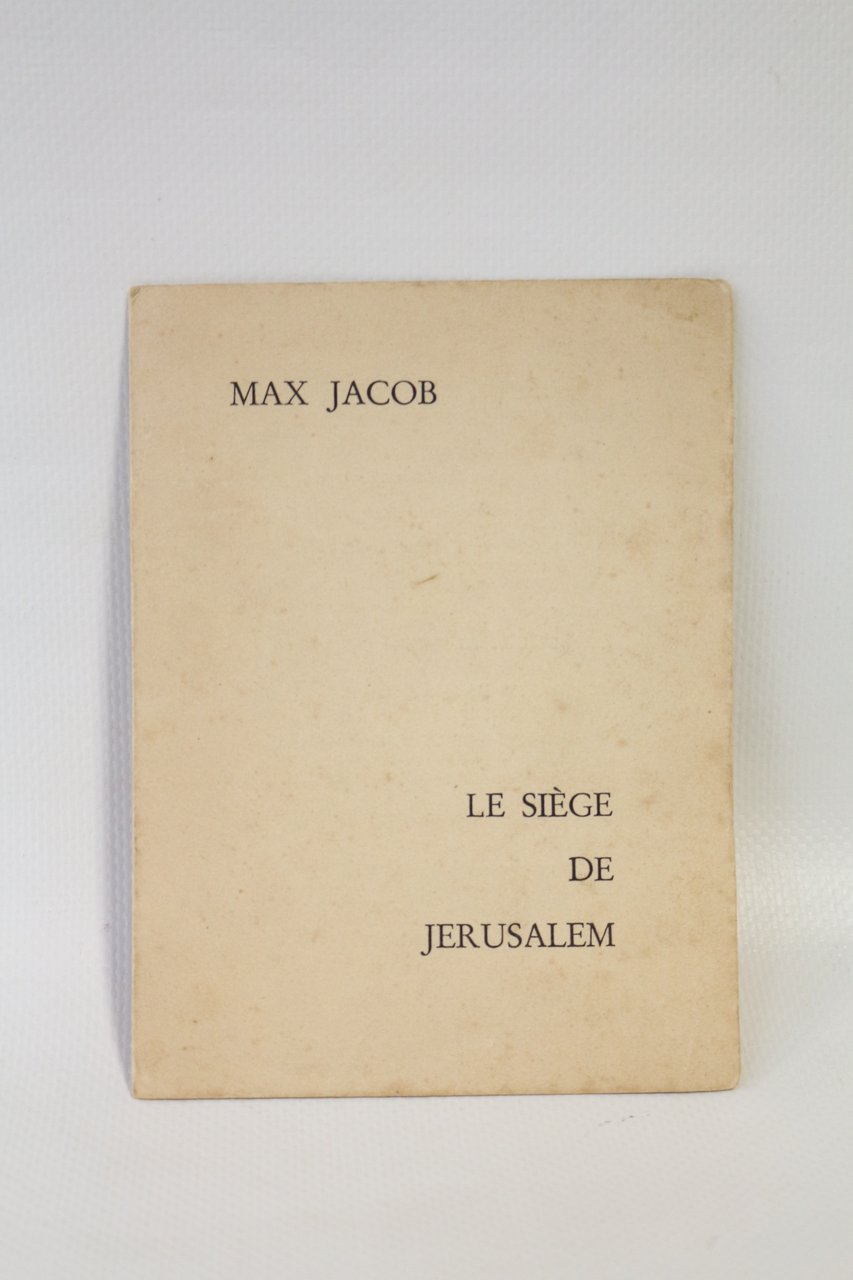 MAX JACOB
LE SIÈGE
DE
JERUSALEM